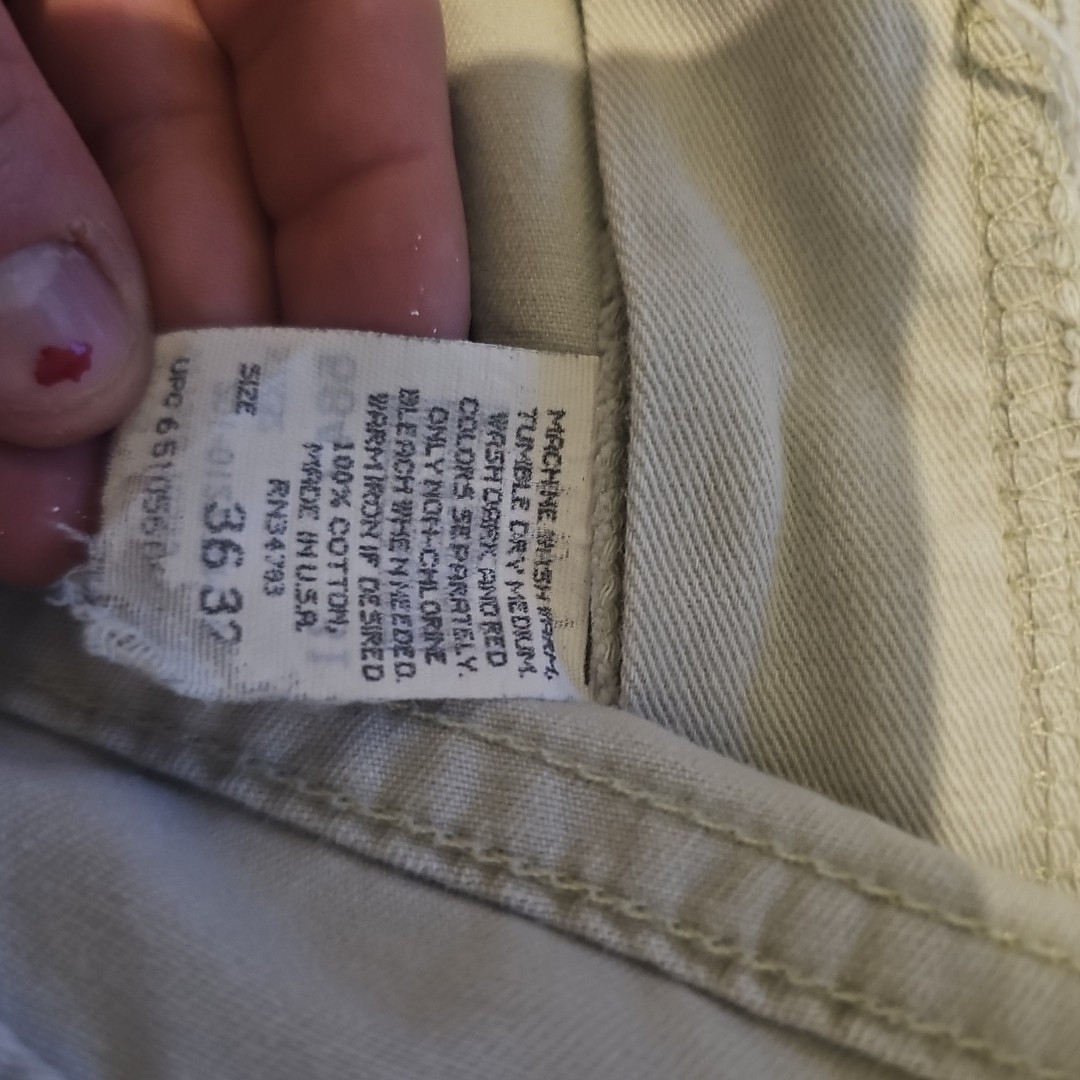 MACHINE WASH WARM.
TUMBLE DRY MEDIUM.
WASH DARK AND RED
COLORS SEPARATELY.
ONLY NON-CHLORINE
BLEACH WHEN NEEDED.
WARM IRON IF DESIRED
100% COTTON
MADE IN U.S.A.
RN34793
SIZE 36 32
UPC 6510560